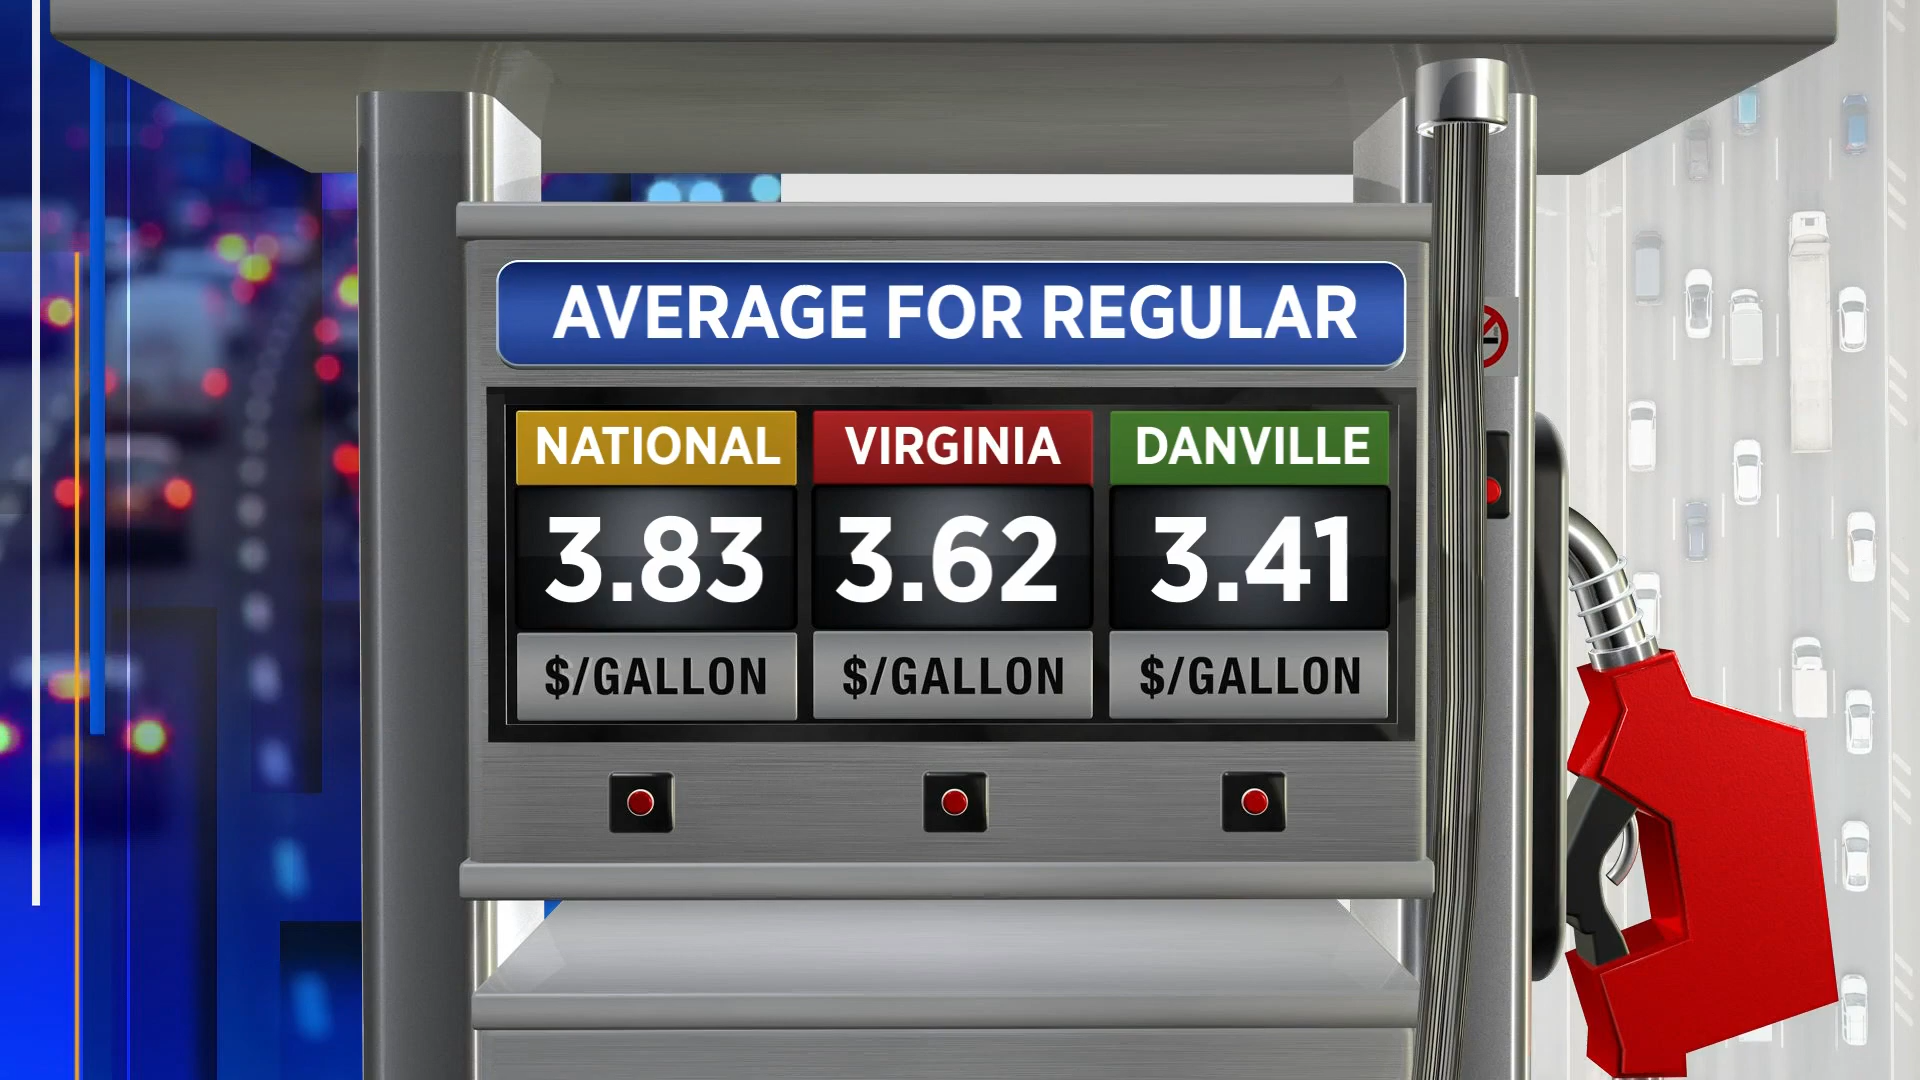 AVERAGE FOR REGULAR
NATIONAL VIRGINIA DANVILLE
3.83 3.62 3.41
$/GALLON $/GALLON $/GALLON